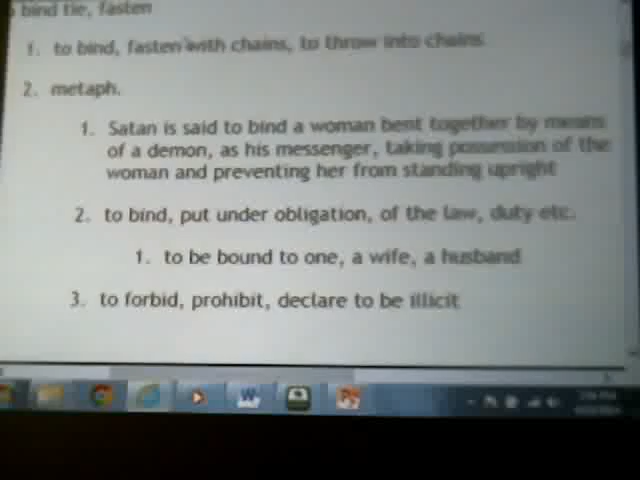 bind tie, fasten
1. to bind, fasten with chains, to throw into chains
2. metaph.
1. Satan is said to bind a woman bent together by means
of a demon, as his messenger, taking possession of the
woman and preventing her from standing upright
2. to bind, put under obligation, of the law, duty etc.
1. to be bound to one, a wife, a husband
3. to forbid, prohibit, declare to be illicit